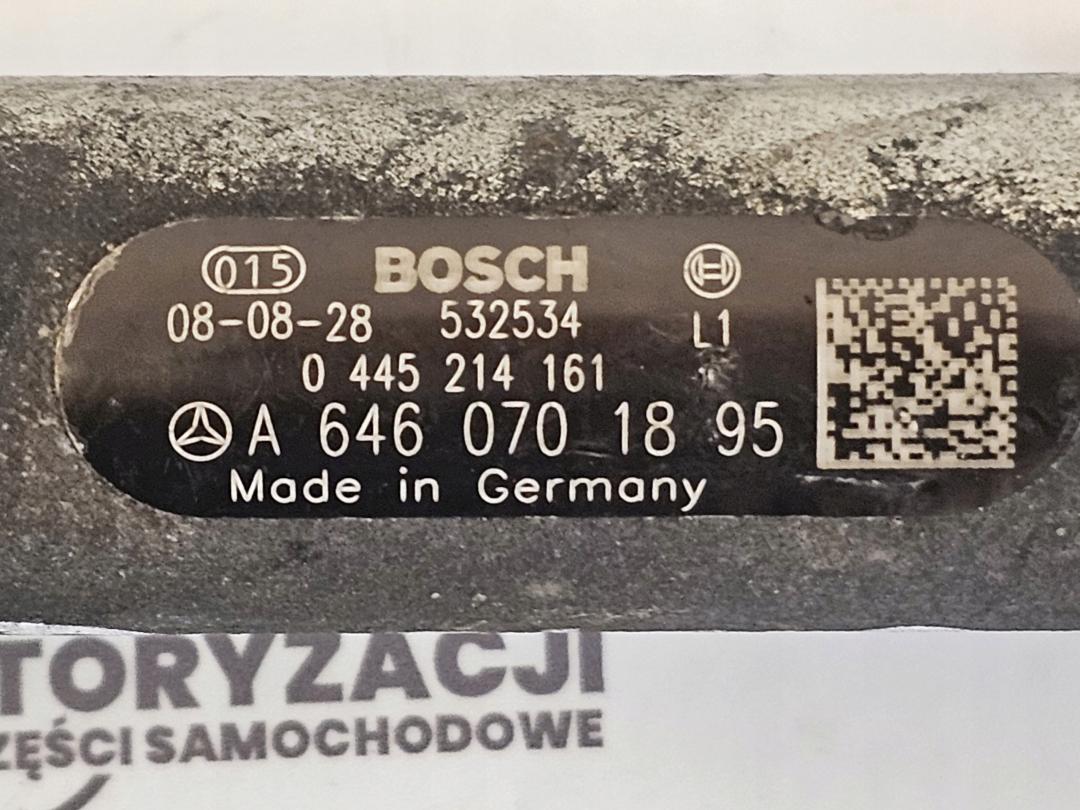 015 BOSCH
08-08-28 532534 L1
0 445 214 161
A 646 070 18 95
Made in Germany
TORYZACJI
ZĘŚCI SAMOCHODOWE